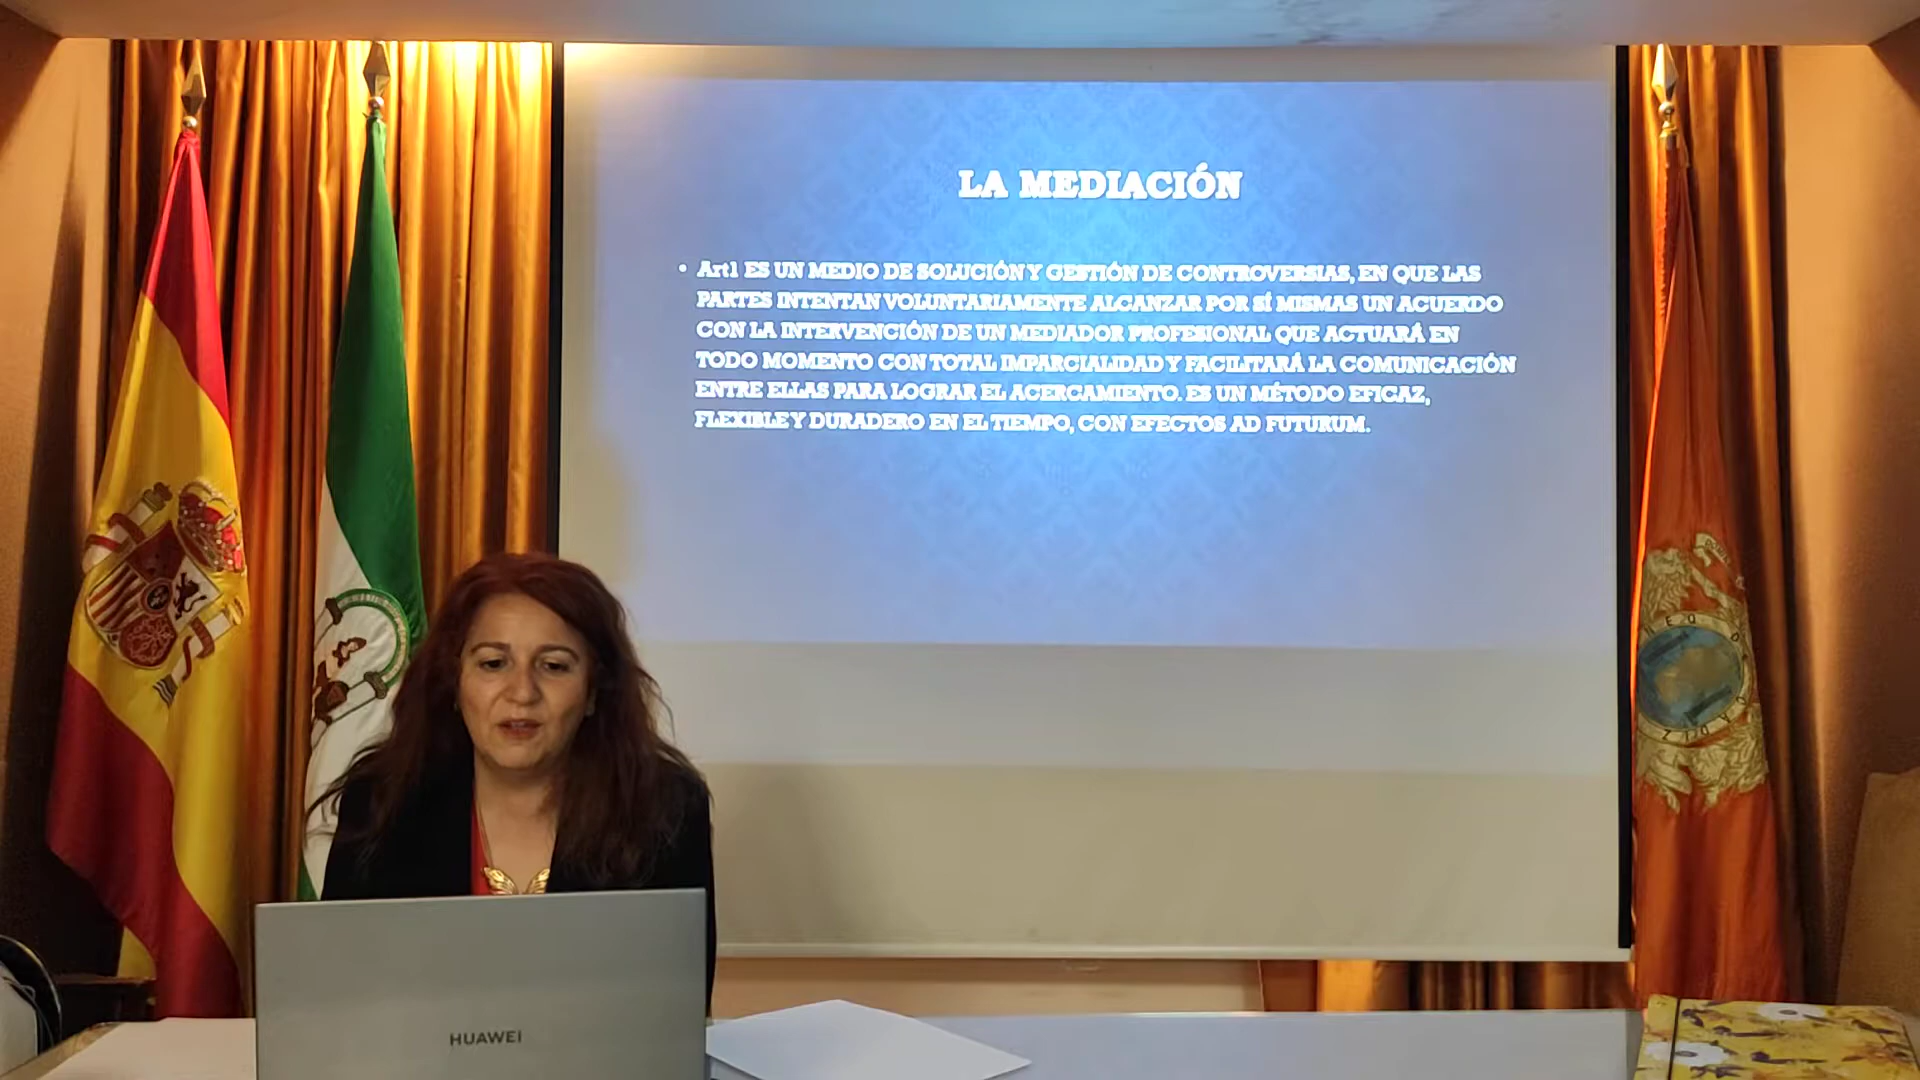 LA MEDIACIÓN
• Art1 ES UN MEDIO DE SOLUCIÓN Y GESTIÓN DE CONTROVERSIAS, EN QUE LAS
PARTES INTENTAN VOLUNTARIAMENTE ALCANZAR POR SÍ MISMAS UN ACUERDO
CON LA INTERVENCIÓN DE UN MEDIADOR PROFESIONAL QUE ACTUARÁ EN
TODO MOMENTO CON TOTAL IMPARCIALIDAD Y FACILITARÁ LA COMUNICACIÓN
ENTRE ELLAS PARA LOGRAR EL ACERCAMIENTO. ES UN MÉTODO EFICAZ,
FLEXIBLE Y DURADERO EN EL TIEMPO, CON EFECTOS AD FUTURUM.
HUAWEI